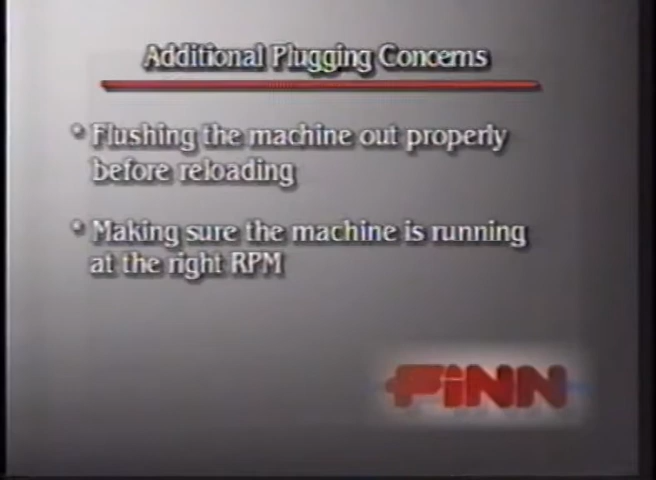 Additional Plugging Concerns
* Flushing the machine out properly
before reloading
* Making sure the machine is running
at the right RPM
FINN